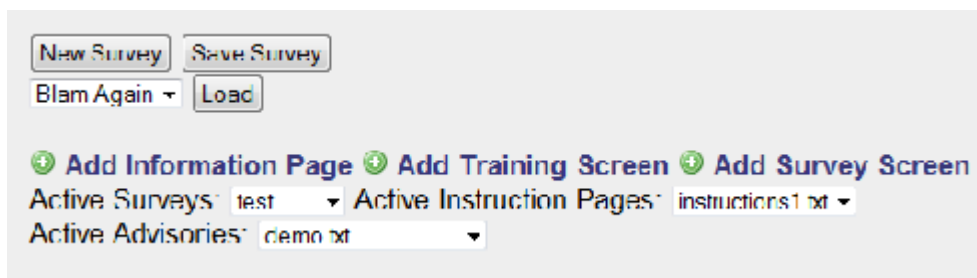 New Survey Save Survey
Blam Again Load
Add Information Page Add Training Screen Add Survey Screen
Active Surveys: test Active Instruction Pages: instructions1.txt
Active Advisories: demo.txt